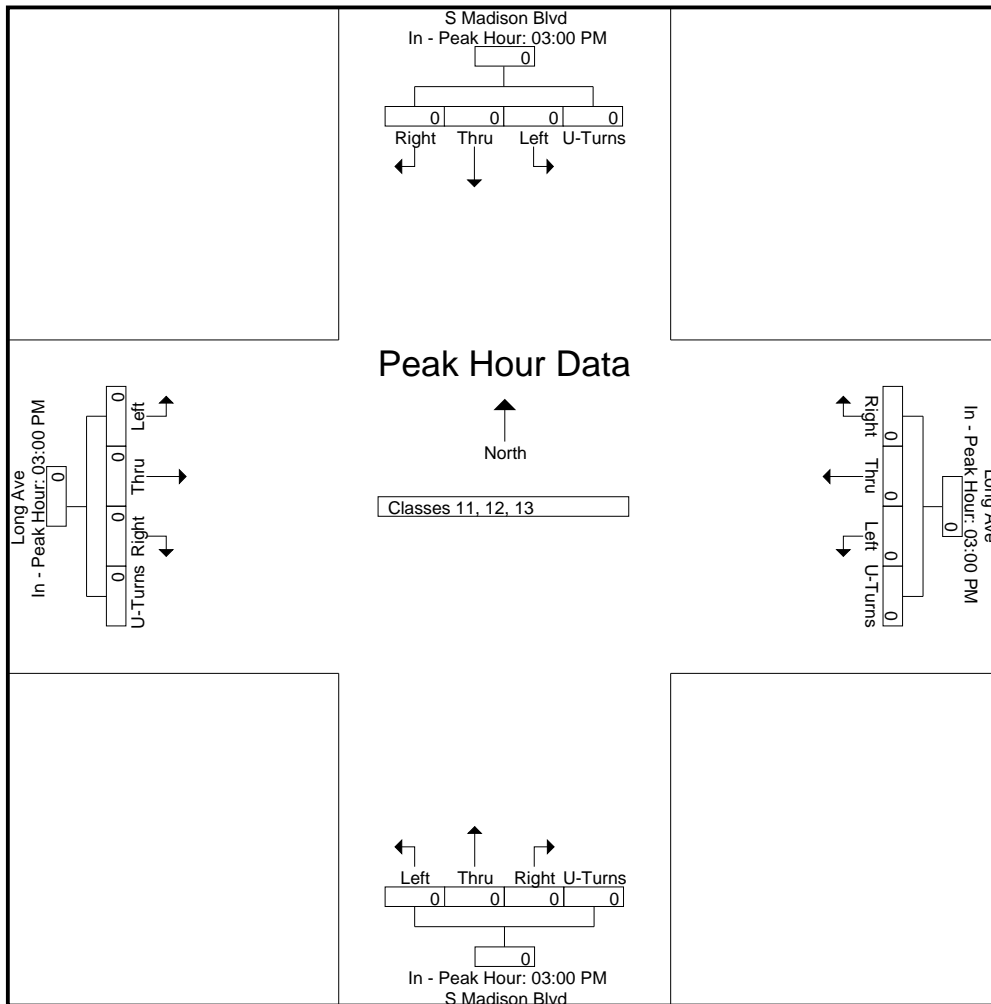 S Madison Blvd
In - Peak Hour: 03:00 PM
0
0 0 0 0
Right Thru Left U-Turns
Peak Hour Data
North
Classes 11, 12, 13
Long Ave
In - Peak Hour: 03:00 PM
0
0 0 0 0
Left Thru Right U-Turns
Long Ave
In - Peak Hour: 03:00 PM
0
0 0 0 0
Right Thru Left U-Turns
Left Thru Right U-Turns
0 0 0 0
0
In - Peak Hour: 03:00 PM
S Madison Blvd